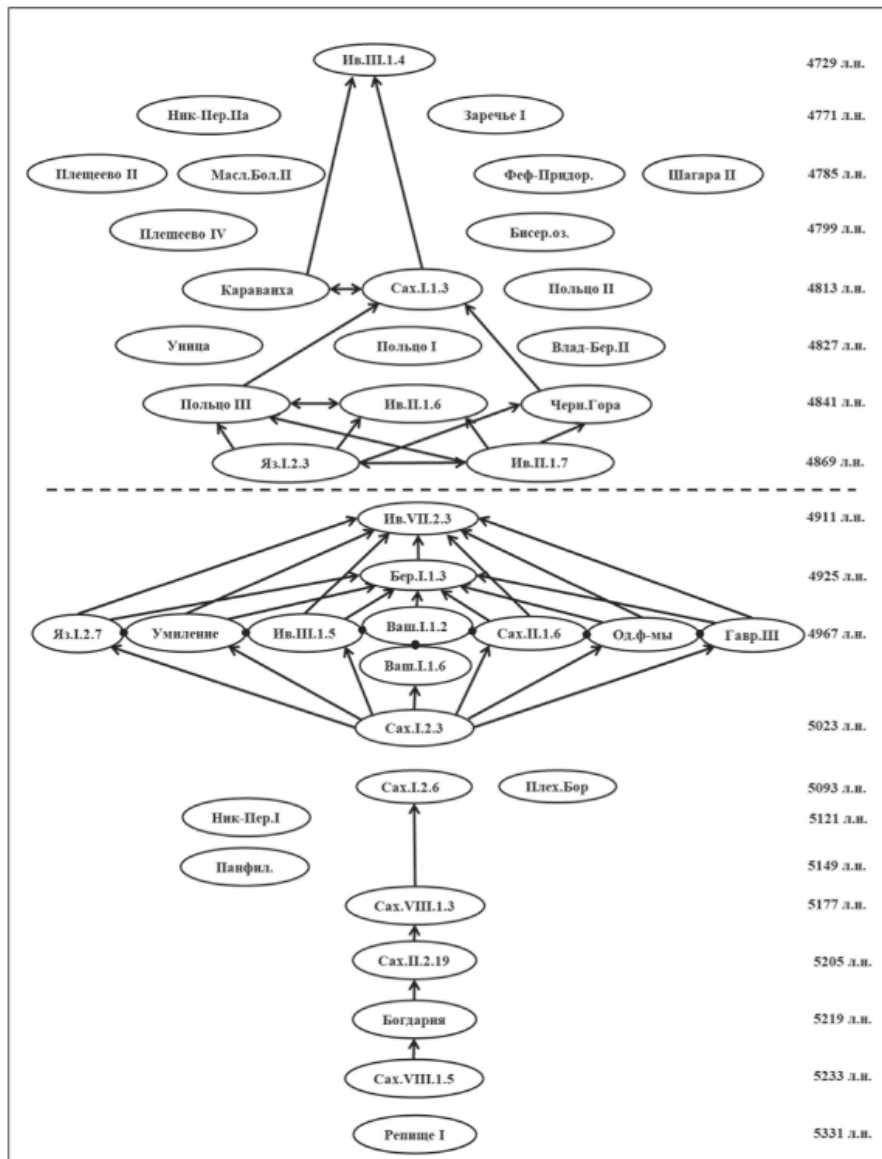 Ив.III.1.4 4729 л.н.
Ник-Пер.IIа Заречье I 4771 л.н.
Плещеево II Масл.Бол.II Феф-Придор. Шагара II 4785 л.н.
Плещеево IV Бисер.оз. 4799 л.н.
Караваиха Сах.I.1.3 Польцо II 4813 л.н.
Уница Польцо I Влад-Бер.II 4827 л.н.
Польцо III Ив.II.1.6 Черн.Гора 4841 л.н.
Яз.I.2.3 Ив.II.1.7 4869 л.н.
Ив.VII.2.3 4911 л.н.
Бер.I.1.3 4925 л.н.
Яз.I.2.7 Умиление Ив.III.1.5 Ваш.I.1.2 Сах.II.1.6 Од.ф-мы Гавр.III 4967 л.н.
Ваш.I.1.6
Сах.I.2.3 5023 л.н.
Сах.I.2.6 Плех.Бор 5093 л.н.
Ник-Пер.I 5121 л.н.
Панфил. 5149 л.н.
Сах.VIII.1.3 5177 л.н.
Сах.II.2.19 5205 л.н.
Богдарня 5219 л.н.
Сах.VIII.1.5 5233 л.н.
Репище I 5331 л.н.